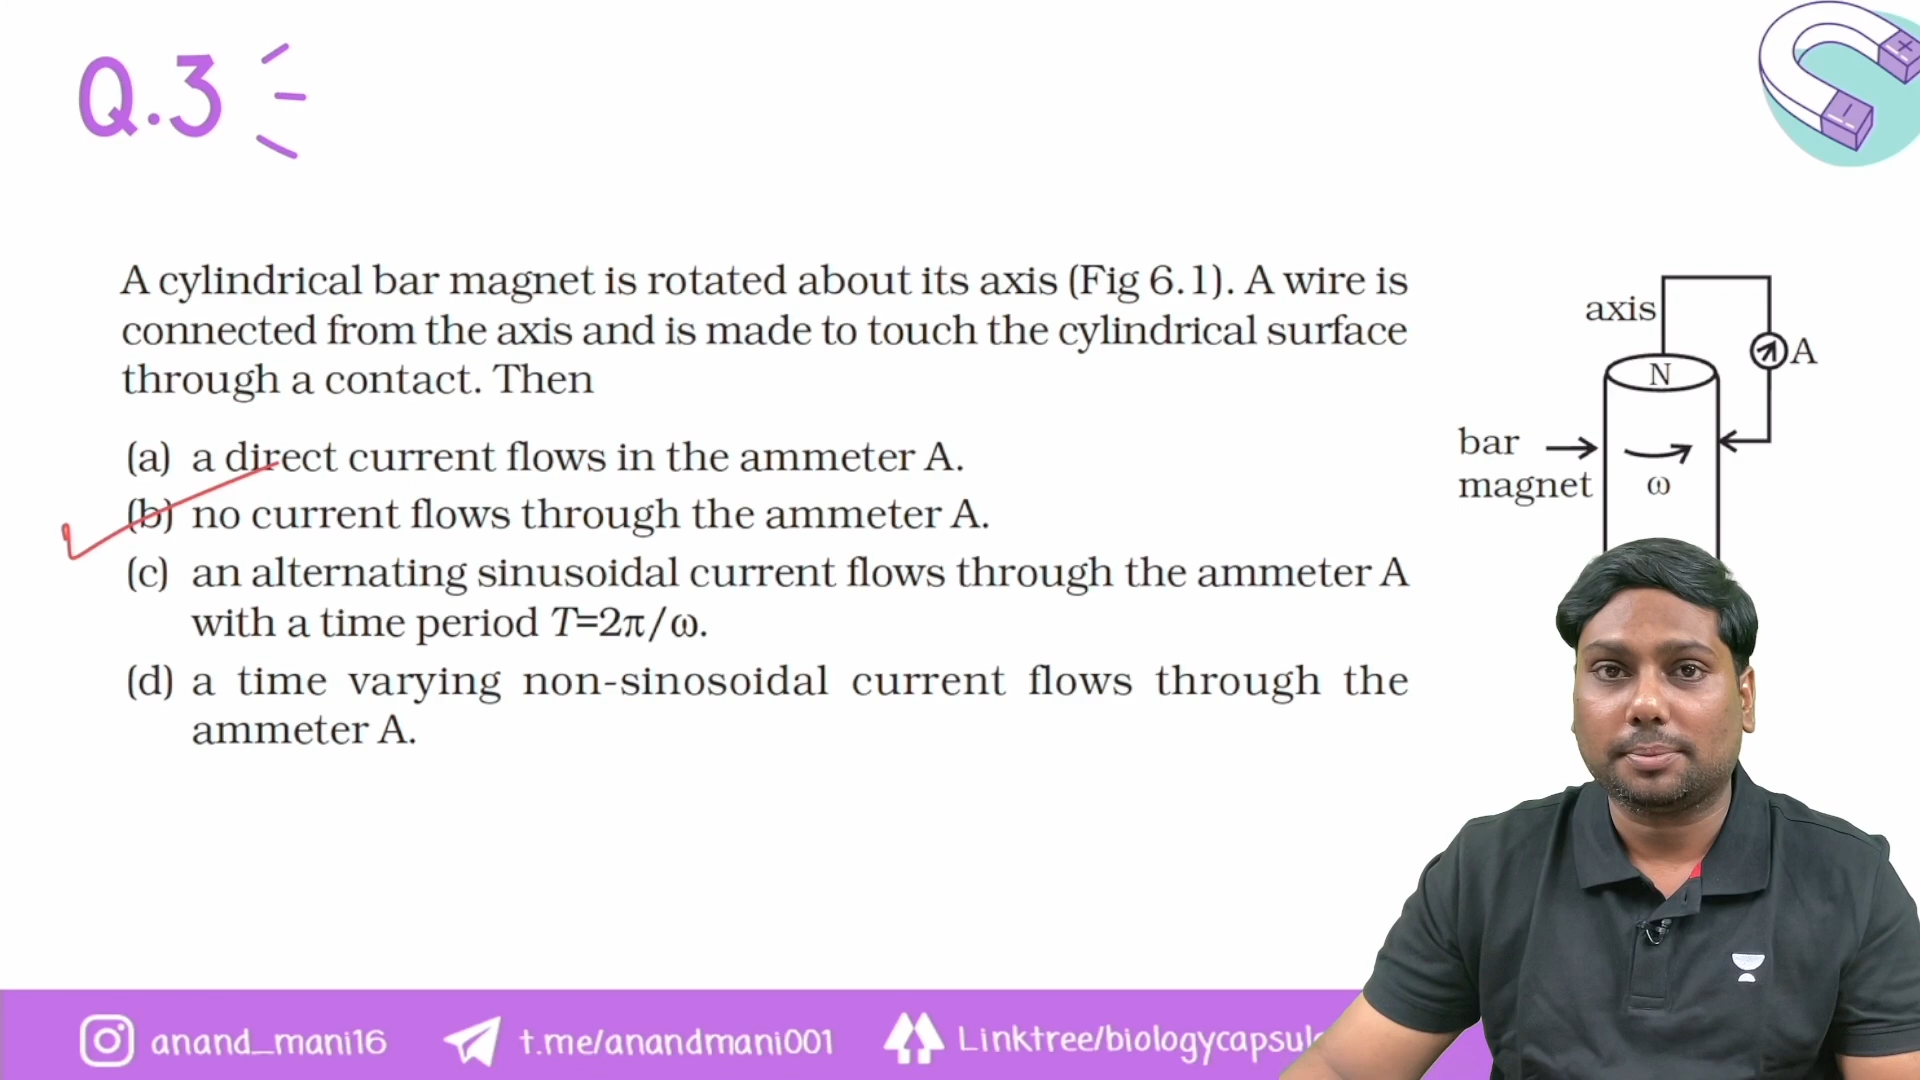 Q.3
A cylindrical bar magnet is rotated about its axis (Fig 6.1). A wire is
connected from the axis and is made to touch the cylindrical surface
through a contact. Then
(a) a direct current flows in the ammeter A.
(b) no current flows through the ammeter A.
(c) an alternating sinusoidal current flows through the ammeter A
with a time period T=2π/ω.
(d) a time varying non-sinosoidal current flows through the
ammeter A.
axis
A
N
bar
magnet
ω
anand_mani16
t.me/anandmani001